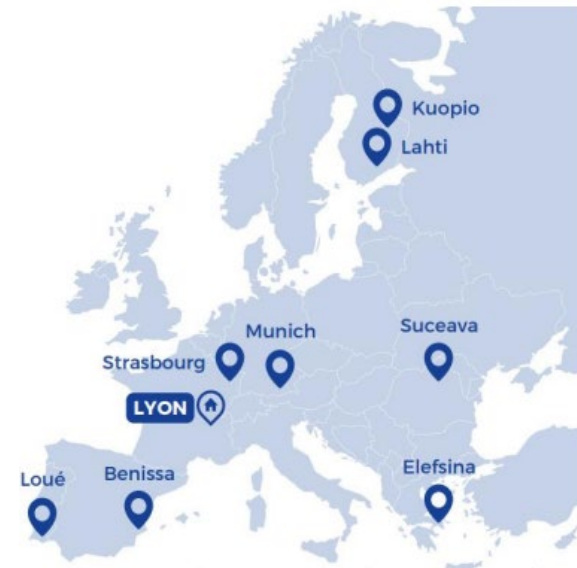 Kuopio
Lahti
Munich
Suceava
Strasbourg
LYON
Loué
Benissa
Elefsina